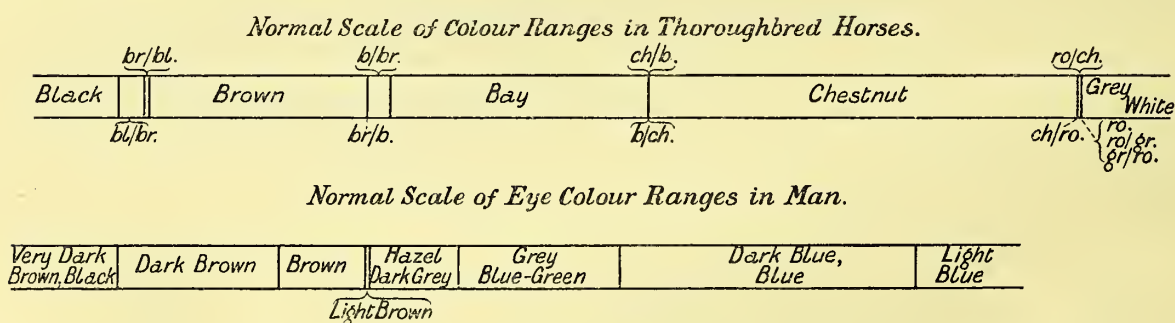 Normal Scale of Colour Ranges in Thoroughbred Horses.
br/bl. b/br. ch/b. ro/ch.
Black Brown Bay Chestnut Grey
White
bl/br. br/b. b/ch. ch/ro. ro.
ro/gr.
gr/ro.
Normal Scale of Eye Colour Ranges in Man.
Very Dark Dark Brown Brown Hazel Grey Dark Blue, Light
Brown, Black Dark Grey Blue-Green Blue Blue
Light Brown